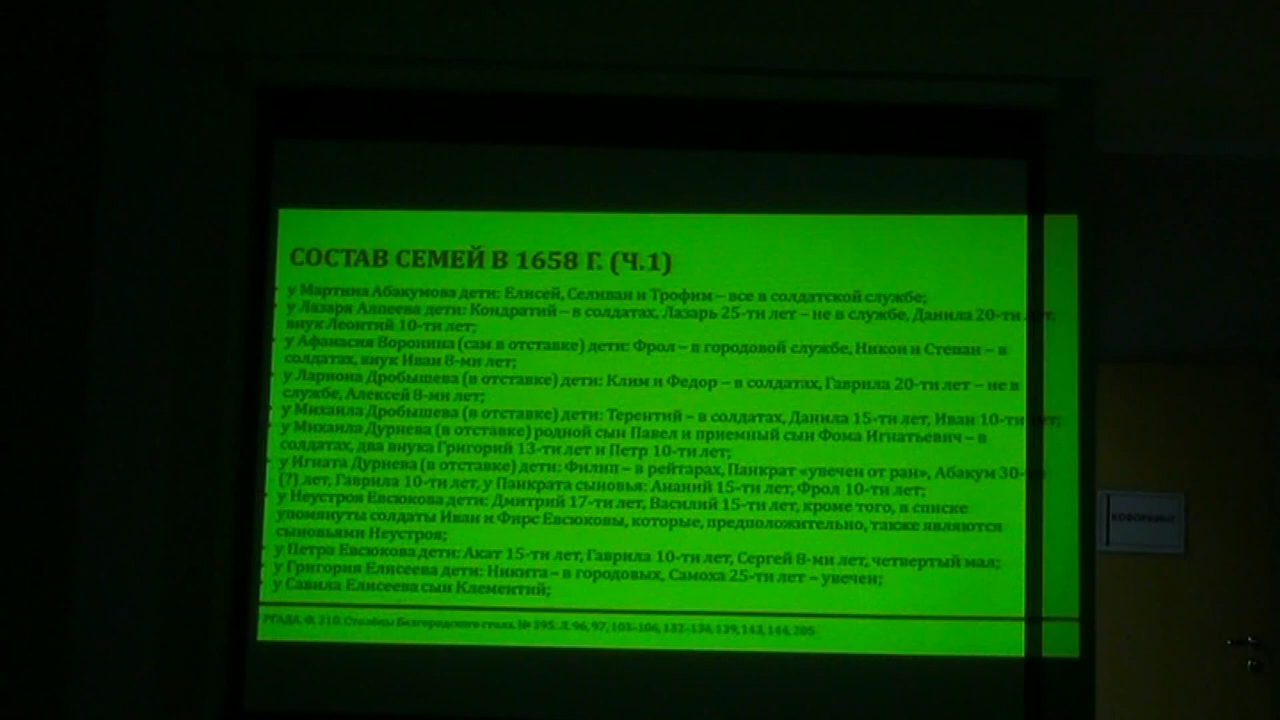 СОСТАВ СЕМЕЙ В 1658 Г. (Ч.1)
у Мартина Абакумова дети: Елисей, Селиван и Трофим – все в солдатской службе;
у Лазаря Алпеева дети: Кондратий – в солдатах, Лазарь 25-ти лет – не в службе, Данила 20-ти лет,
внук Леонтий 10-ти лет;
у Афанасия Воронина (сам в отставке) дети: Фрол – в городовой службе, Никон и Степан – в
солдатах, внук Иван 8-ми лет;
у Лариона Дробышева (в отставке) дети: Клим и Федор – в солдатах, Гаврила 20-ти лет – не в
службе, Алексей 8-ми лет;
у Михаила Дробышева (в отставке) дети: Терентий – в солдатах, Данила 15-ти лет, Иван 10-ти лет;
у Михаила Дурнева (в отставке) родной сын Павел и приемный сын Фома Игнатьевич – в
солдатах, два внука Григорий 13-ти лет и Петр 10-ти лет;
у Игната Дурнева (в отставке) дети: Филип – в рейтарах, Панкрат «увечен от ран», Абакум 30-
(?) лет, Гаврила 10-ти лет, у Панкрата сыновья: Ананий 15-ти лет, Фрол 10-ти лет;
у Неустроя Евсюкова дети: Дмитрий 17-ти лет, Василий 15-ти лет, кроме того, в списке
упомянуты солдаты Иван и Фирс Евсюковы, которые, предположительно, также являются
сыновьями Неустроя;
у Петра Евсюкова дети: Акат 15-ти лет, Гаврила 10-ти лет, Сергей 8-ми лет, четвертый мал;
у Григория Елисеева дети: Никита – в городовых, Самоха 25-ти лет – увечен;
у Савила Елисеева сын Клементий;
РГАДА. Ф. 210. Столбцы Белгородского стола. № 395. Л. 96, 97, 103–106, 132–134, 139, 143, 144, 205
КОВОРКИНГ